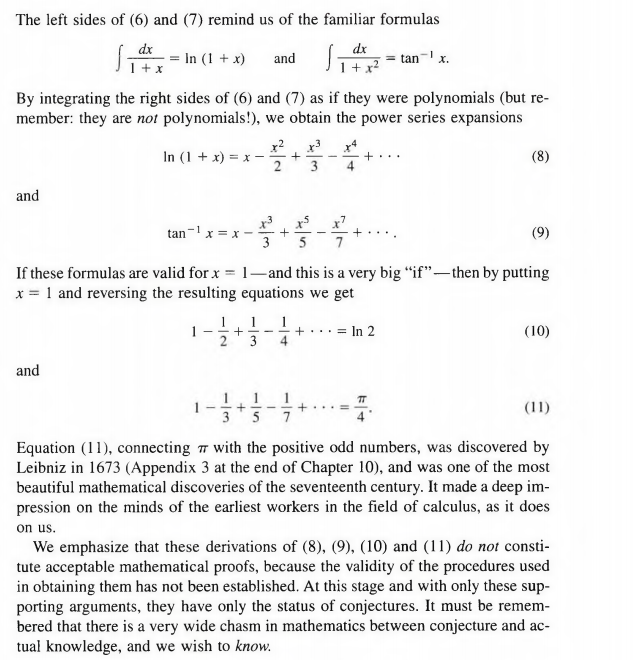 The left sides of (6) and (7) remind us of the familiar formulas
∫ dx/(1 + x) = ln (1 + x) and ∫ dx/(1 + x²) = tan⁻¹ x.
By integrating the right sides of (6) and (7) as if they were polynomials (but re-
member: they are not polynomials!), we obtain the power series expansions
ln (1 + x) = x − x²/2 + x³/3 − x⁴/4 + · · · (8)
and
tan⁻¹ x = x − x³/3 + x⁵/5 − x⁷/7 + · · · . (9)
If these formulas are valid for x = 1—and this is a very big “if”—then by putting
x = 1 and reversing the resulting equations we get
1 − 1/2 + 1/3 − 1/4 + · · · = ln 2 (10)
and
1 − 1/3 + 1/5 − 1/7 + · · · = π/4. (11)
Equation (11), connecting π with the positive odd numbers, was discovered by
Leibniz in 1673 (Appendix 3 at the end of Chapter 10), and was one of the most
beautiful mathematical discoveries of the seventeenth century. It made a deep im-
pression on the minds of the earliest workers in the field of calculus, as it does
on us.
We emphasize that these derivations of (8), (9), (10) and (11) do not consti-
tute acceptable mathematical proofs, because the validity of the procedures used
in obtaining them has not been established. At this stage and with only these sup-
porting arguments, they have only the status of conjectures. It must be remem-
bered that there is a very wide chasm in mathematics between conjecture and ac-
tual knowledge, and we wish to know.